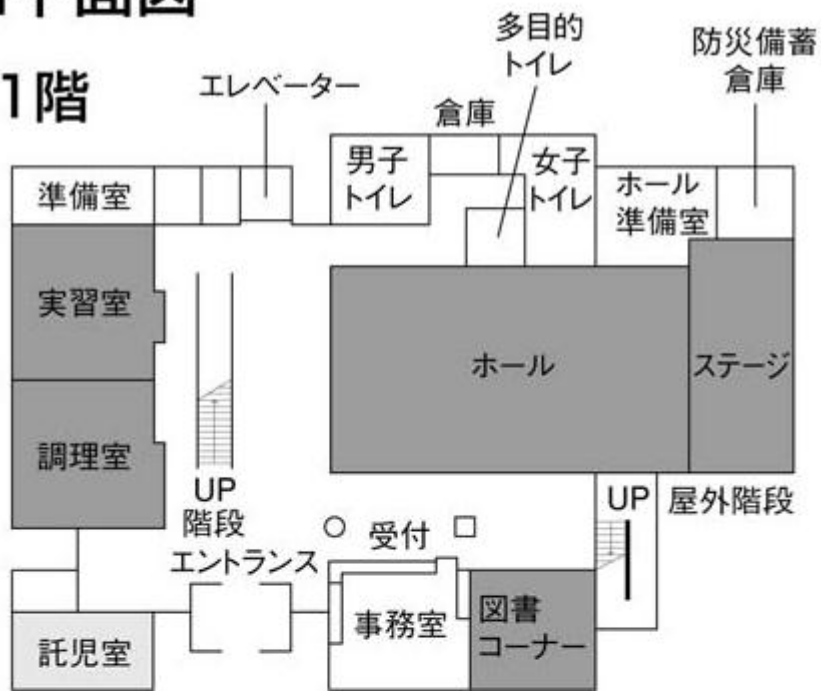 1階
エレベーター
多目的
トイレ
倉庫
防災備蓄
倉庫
準備室
男子
トイレ
女子
トイレ
ホール
準備室
実習室
ホール
ステージ
調理室
UP
階段
エントランス
受付
UP
屋外階段
託児室
事務室
図書
コーナー